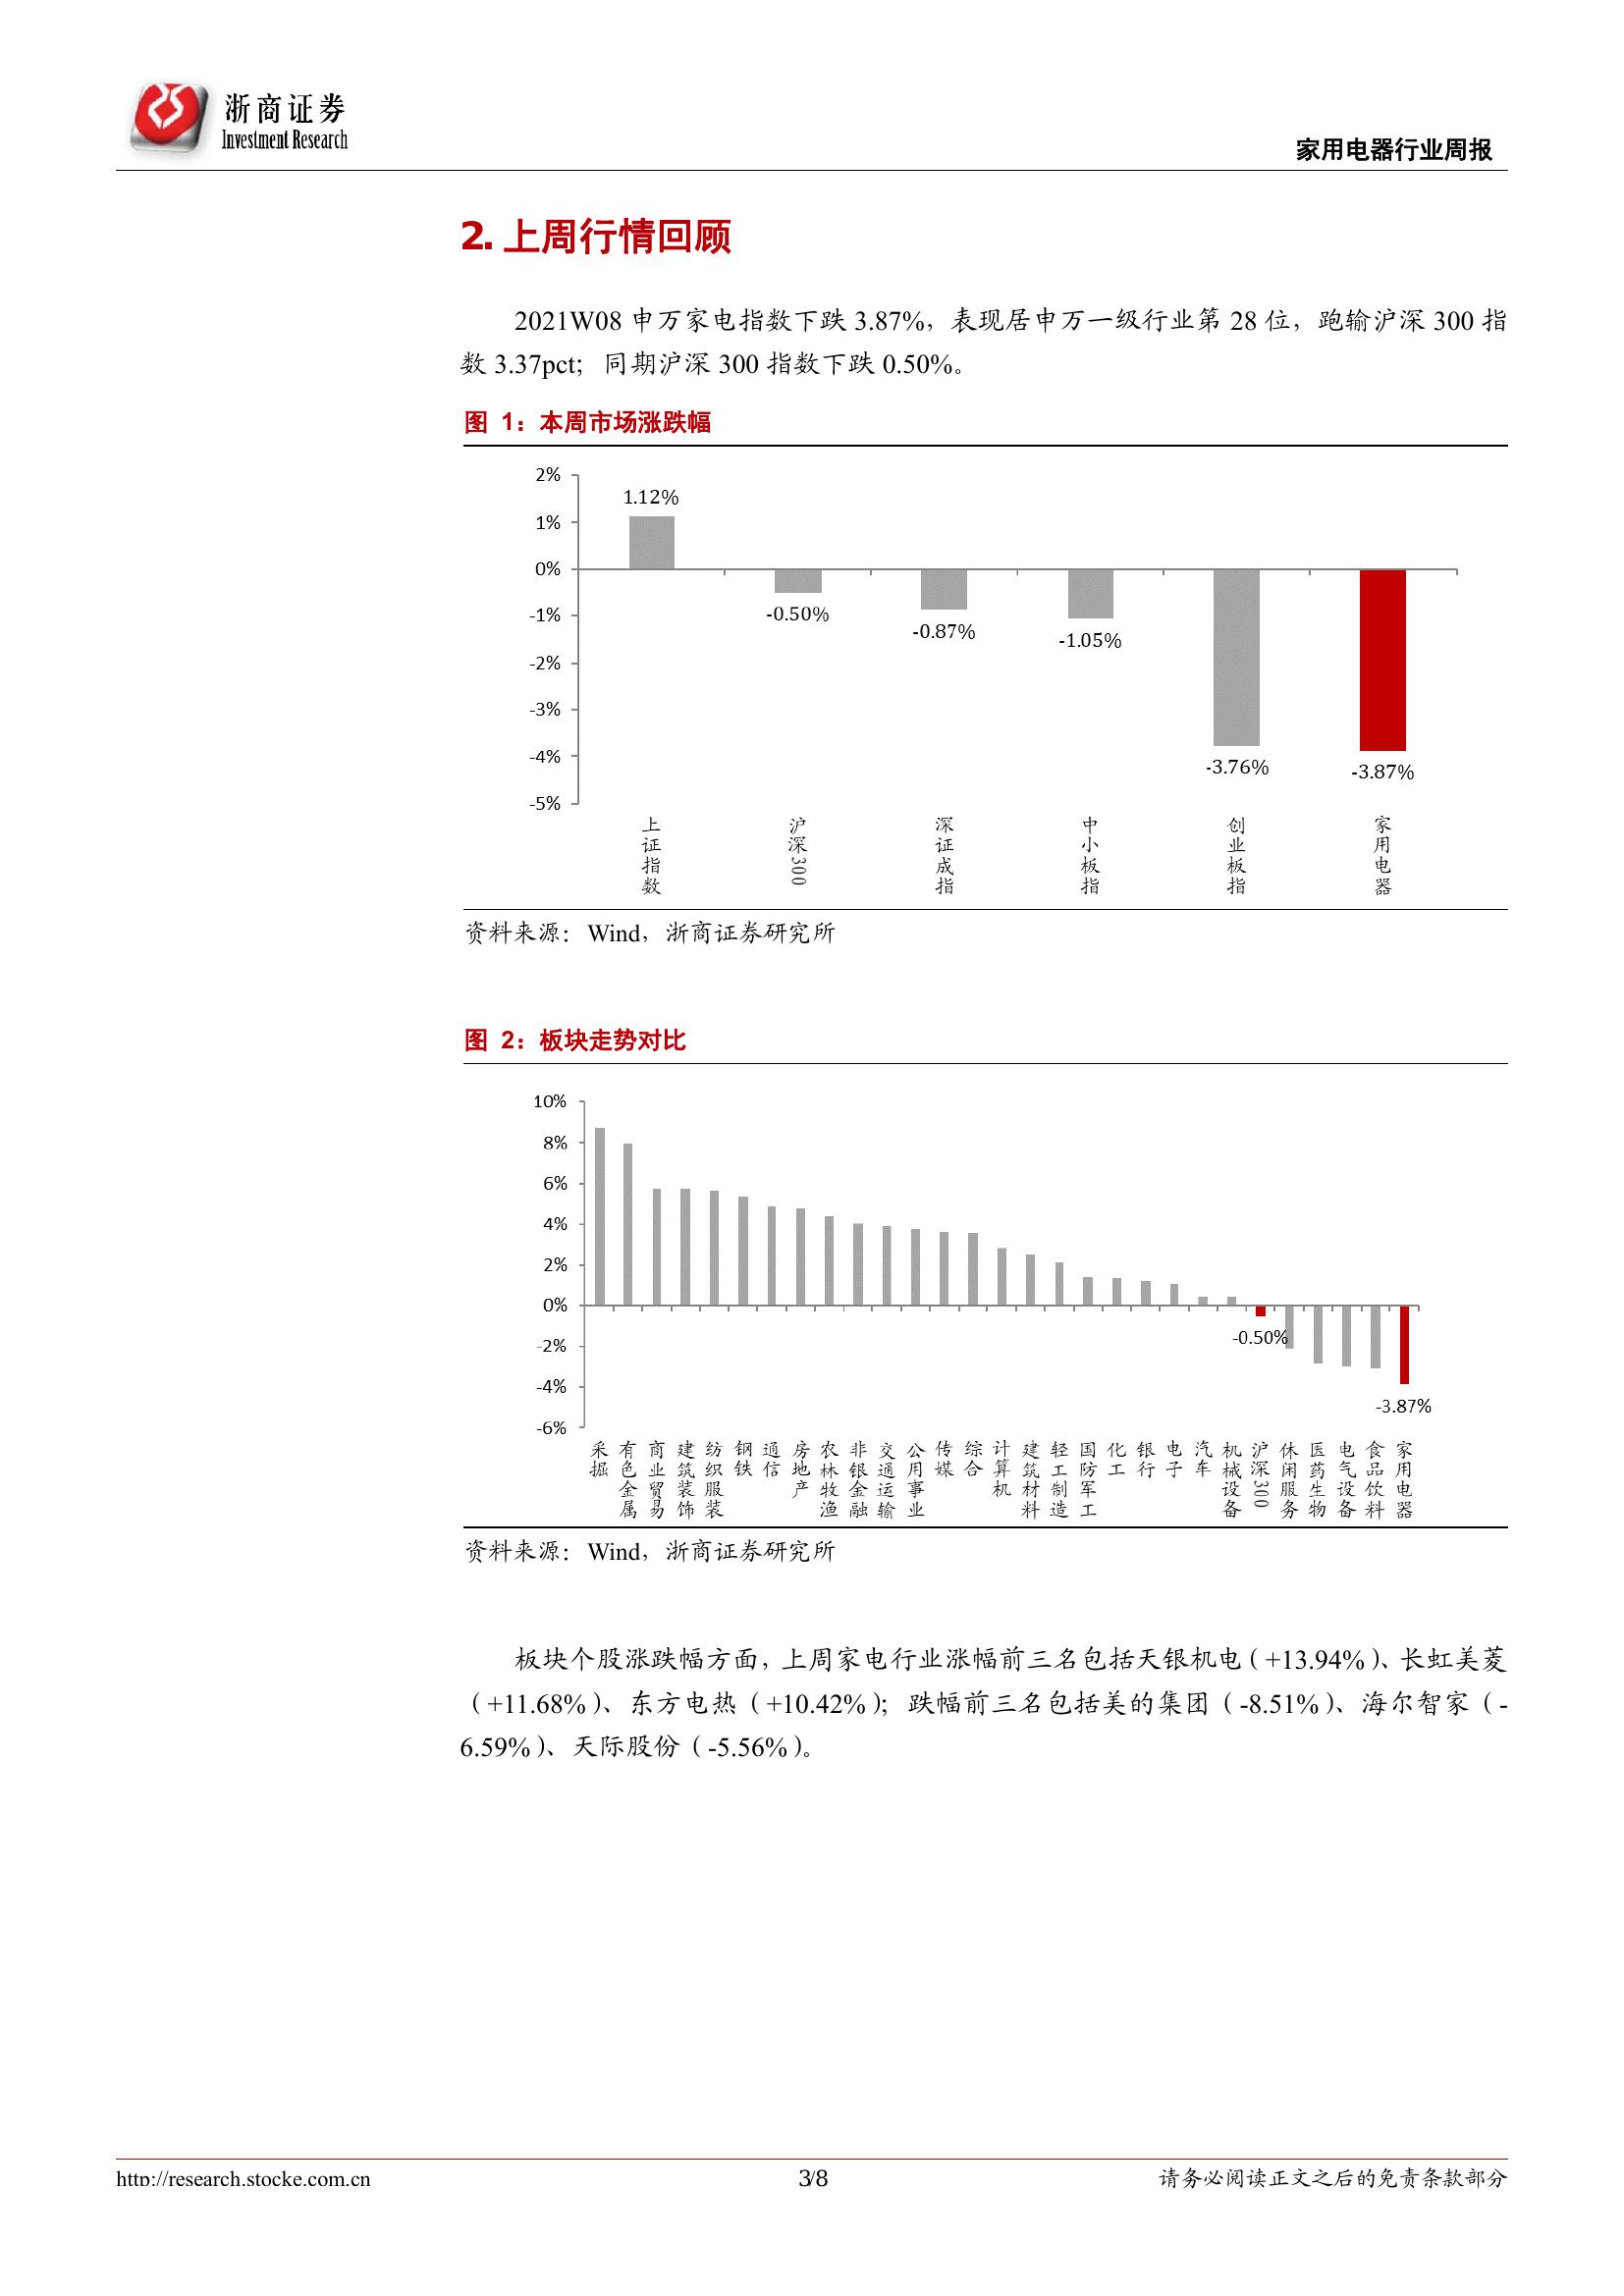 浙商证券
Investment Research
家用电器行业周报
2. 上周行情回顾
2021W08 申万家电指数下跌 3.87%，表现居申万一级行业第 28 位，跑输沪深 300 指
数 3.37pct；同期沪深 300 指数下跌 0.50%。
图 1：本周市场涨跌幅
2%
1%
0%
-1%
-2%
-3%
-4%
-5%
1.12%
-0.50%
-0.87%
-1.05%
-3.76%
-3.87%
上证指数
沪深300
深证成指
中小板指
创业板指
家用电器
资料来源：Wind，浙商证券研究所
图 2：板块走势对比
10%
8%
6%
4%
2%
0%
-2%
-4%
-6%
-0.50%
-3.87%
采掘
有色金属
商业贸易
建筑装饰
纺织服装
钢铁
通信
房地产
农林牧渔
非银金融
交通运输
公用事业
传媒
综合
计算机
建筑材料
轻工制造
国防军工
化工
银行
电子
汽车
机械设备
沪深300
休闲服务
医药生物
电气设备
食品饮料
家用电器
资料来源：Wind，浙商证券研究所
板块个股涨跌幅方面，上周家电行业涨幅前三名包括天银机电（+13.94%）、长虹美菱
（+11.68%）、东方电热（+10.42%）；跌幅前三名包括美的集团（-8.51%）、海尔智家（-
6.59%）、天际股份（-5.56%）。
http://research.stocke.com.cn
3/8
请务必阅读正文之后的免责条款部分